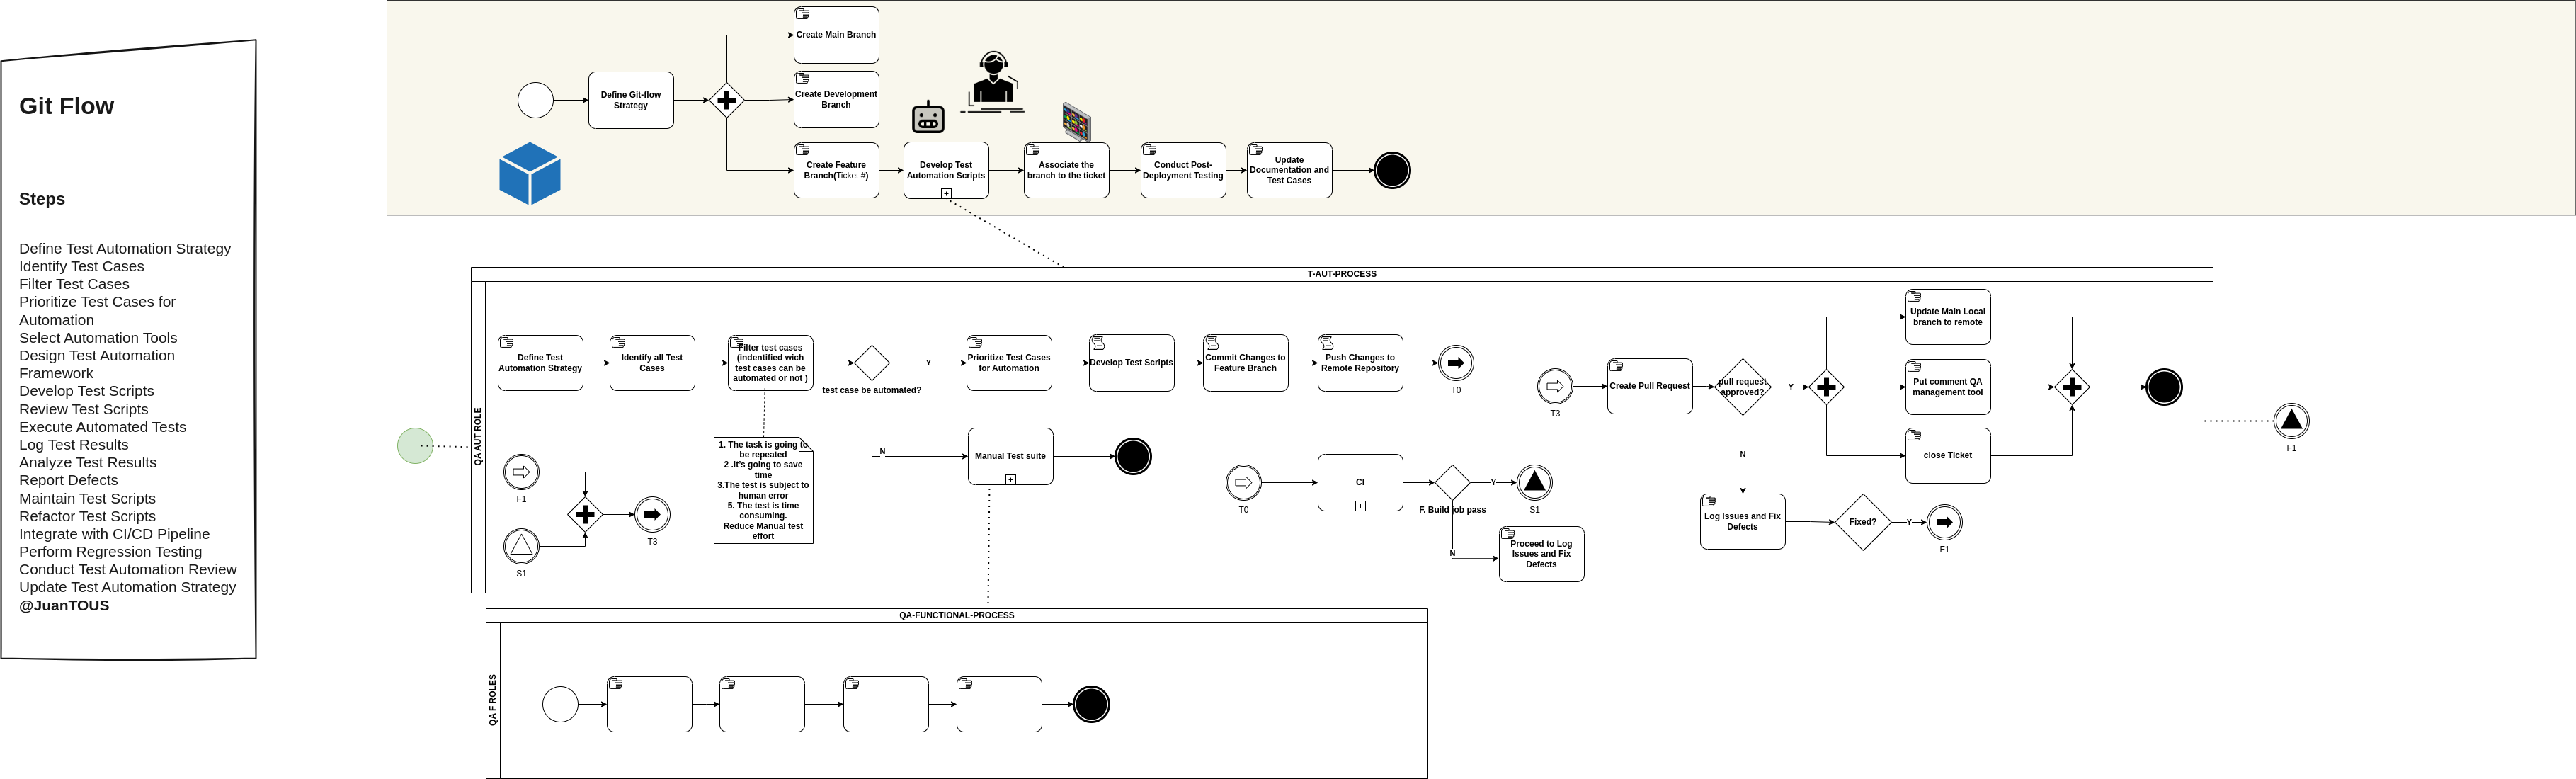 Git Flow
Steps
Define Test Automation Strategy
Identify Test Cases
Filter Test Cases
Prioritize Test Cases for
Automation
Select Automation Tools
Design Test Automation
Framework
Develop Test Scripts
Review Test Scripts
Execute Automated Tests
Log Test Results
Analyze Test Results
Report Defects
Maintain Test Scripts
Refactor Test Scripts
Integrate with CI/CD Pipeline
Perform Regression Testing
Conduct Test Automation Review
Update Test Automation Strategy
@JuanTOUS
Define Git-flow
Strategy
Create Main Branch
Create Development
Branch
Create Feature
Branch(Ticket #)
Develop Test
Automation Scripts
Associate the
branch to the ticket
Conduct Post-
Deployment Testing
Update
Documentation and
Test Cases
T-AUT-PROCESS
QA AUT ROLE
Define Test
Automation Strategy
Identify all Test
Cases
Filter test cases
(indentified wich
test cases can be
automated or not )
test case be automated?
Y
N
Prioritize Test Cases
for Automation
Develop Test Scripts
Commit Changes to
Feature Branch
Push Changes to
Remote Repository
T0
1. The task is going to
be repeated
2 .It's going to save
time
3.The test is subject to
human error
5. The test is time
consuming.
Reduce Manual test
effort
Manual Test suite
F1
S1
T3
T0
CI
F. Build job pass
Y
S1
N
Proceed to Log
Issues and Fix
Defects
T3
Create Pull Request
pull request
approved?
Y
N
Update Main Local
branch to remote
Put comment QA
management tool
close Ticket
Log Issues and Fix
Defects
Fixed?
Y
F1
F1
QA-FUNCTIONAL-PROCESS
QA F ROLES